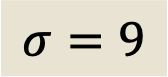 σ = 9